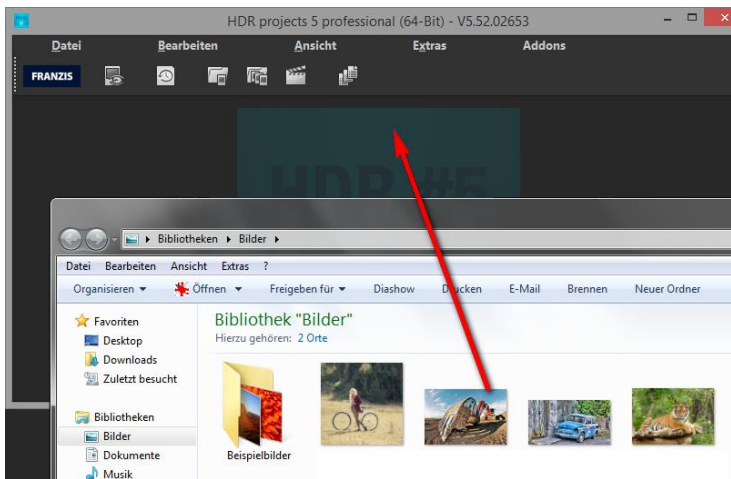 HDR projects 5 professional (64-Bit) - V5.52.02653
Datei Bearbeiten Ansicht Extras Addons
FRANZIS
HDR #5
Bibliotheken Bilder
Datei Bearbeiten Ansicht Extras ?
Organisieren Öffnen Freigeben für Diashow Drucken E-Mail Brennen Neuer Ordner
Favoriten
Desktop
Downloads
Zuletzt besucht
Bibliotheken
Bilder
Dokumente
Musik
Bibliothek "Bilder"
Hierzu gehören: 2 Orte
Beispielbilder